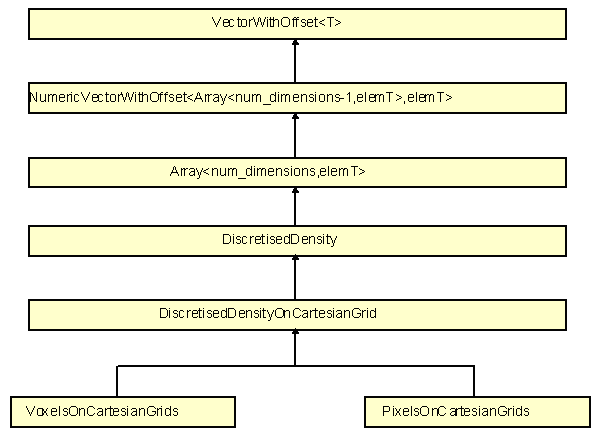 VectorWithOffset<T>
NumericVectorWithOffset<Array<num_dimensions-1,elemT>,elemT>
Array<num_dimensions,elemT>
DiscretisedDensity
DiscretisedDensityOnCartesianGrid
VoxelsOnCartesianGrids
PixelsOnCartesianGrids